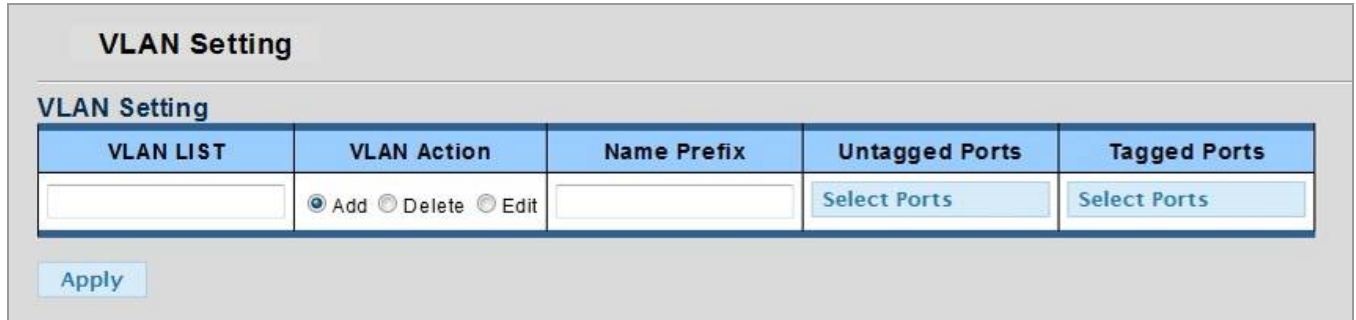 VLAN Setting
VLAN Setting
VLAN LIST VLAN Action Name Prefix Untagged Ports Tagged Ports
Add Delete Edit Select Ports Select Ports
Apply